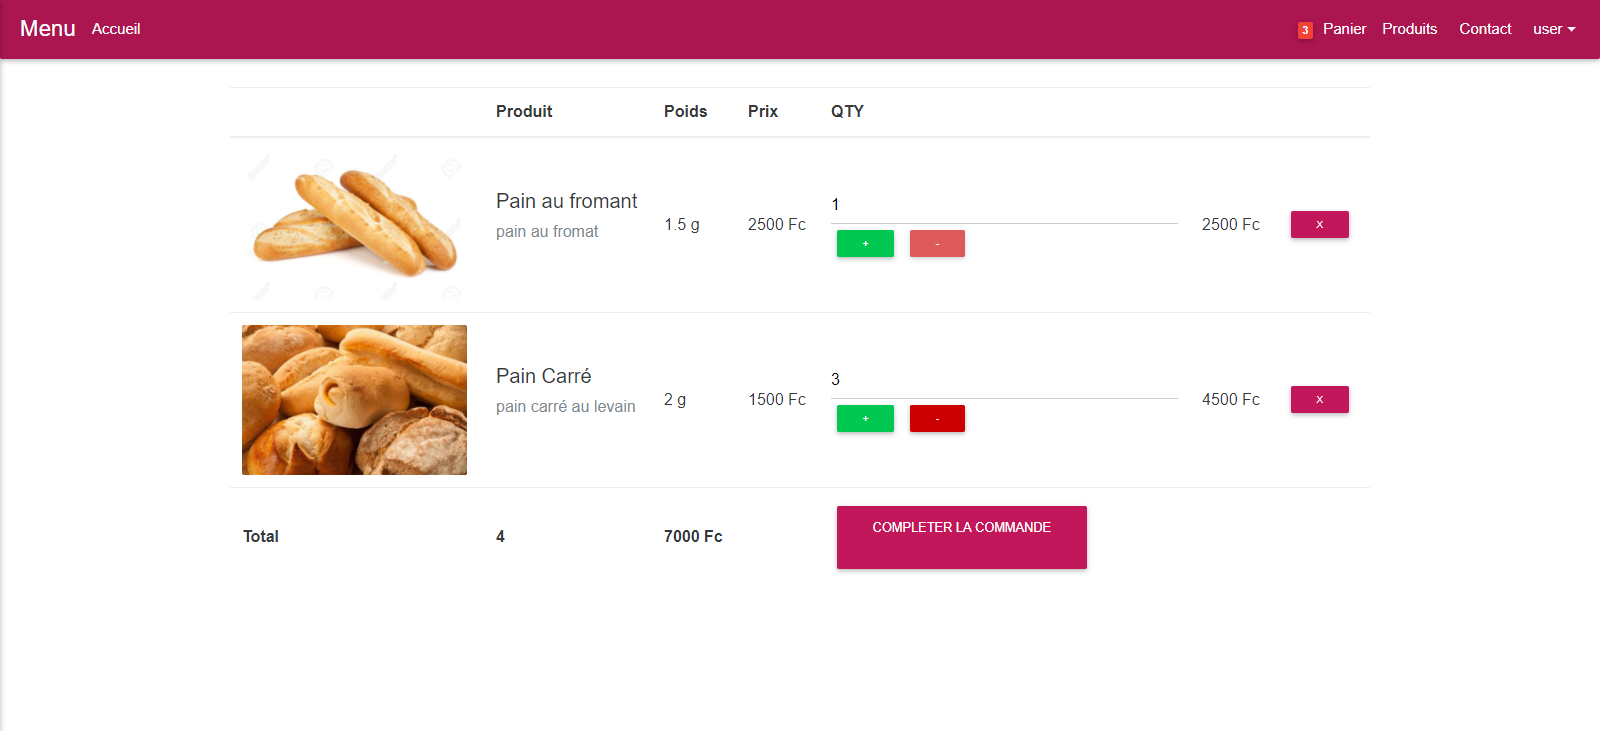 Menu Accueil 3 Panier Produits Contact user
Produit Poids Prix QTY
Pain au fromant
pain au fromat
1.5 g
2500 Fc
1
+ -
2500 Fc
X
Pain Carré
pain carré au levain
2 g
1500 Fc
3
+ -
4500 Fc
X
Total 4 7000 Fc COMPLETER LA COMMANDE